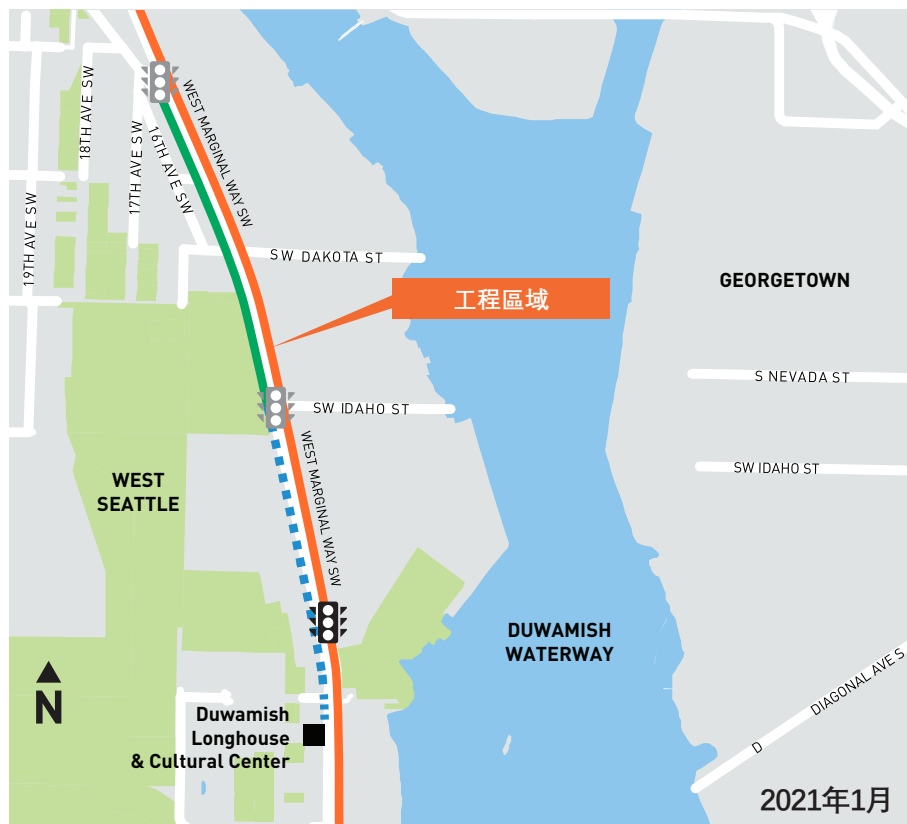 18TH AVE SW
17TH AVE SW
16TH AVE SW
19TH AVE SW
WEST MARGINAL WAY SW
SW DAKOTA ST
GEORGETOWN
工程區域
S NEVADA ST
SW IDAHO ST
WEST MARGINAL WAY SW
SW IDAHO ST
WEST
SEATTLE
DUWAMISH
WATERWAY
N
Duwamish
Longhouse
& Cultural Center
D
DIAGONAL AVE S
2021年1月